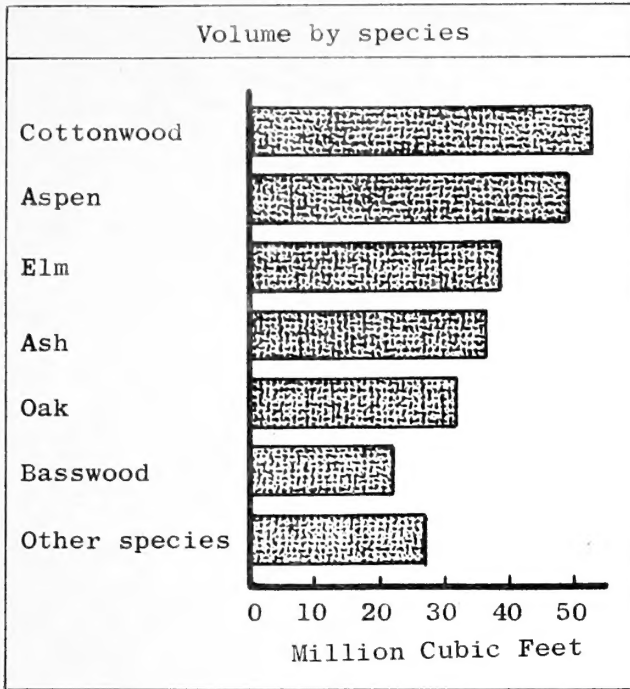 Volume by species
Cottonwood
Aspen
Elm
Ash
Oak
Basswood
Other species
0 10 20 30 40 50
Million Cubic Feet